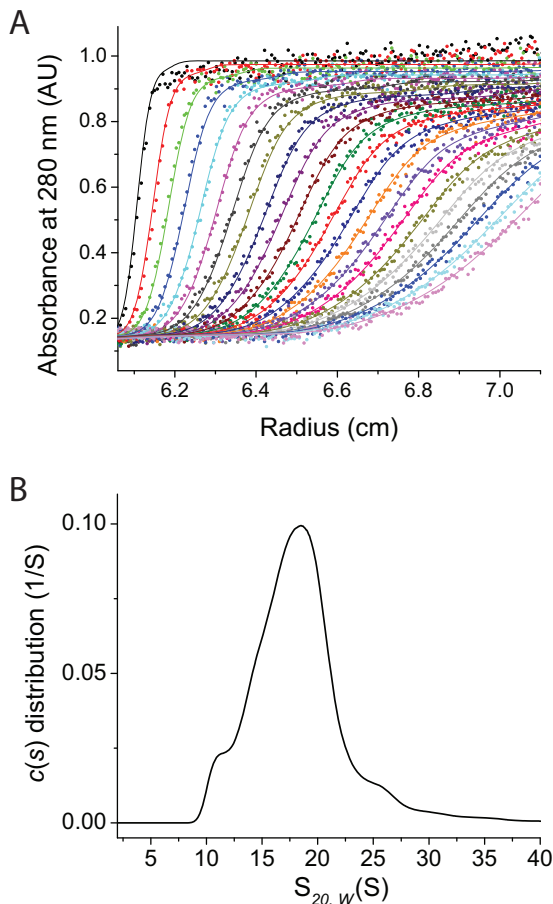 A
Absorbance at 280 nm (AU)
1.0
0.8
0.6
0.4
0.2
6.2 6.4 6.6 6.8 7.0
Radius (cm)
B
c(s) distribution (1/S)
0.10
0.05
0.00
5 10 15 20 25 30 35 40
S20, W(S)